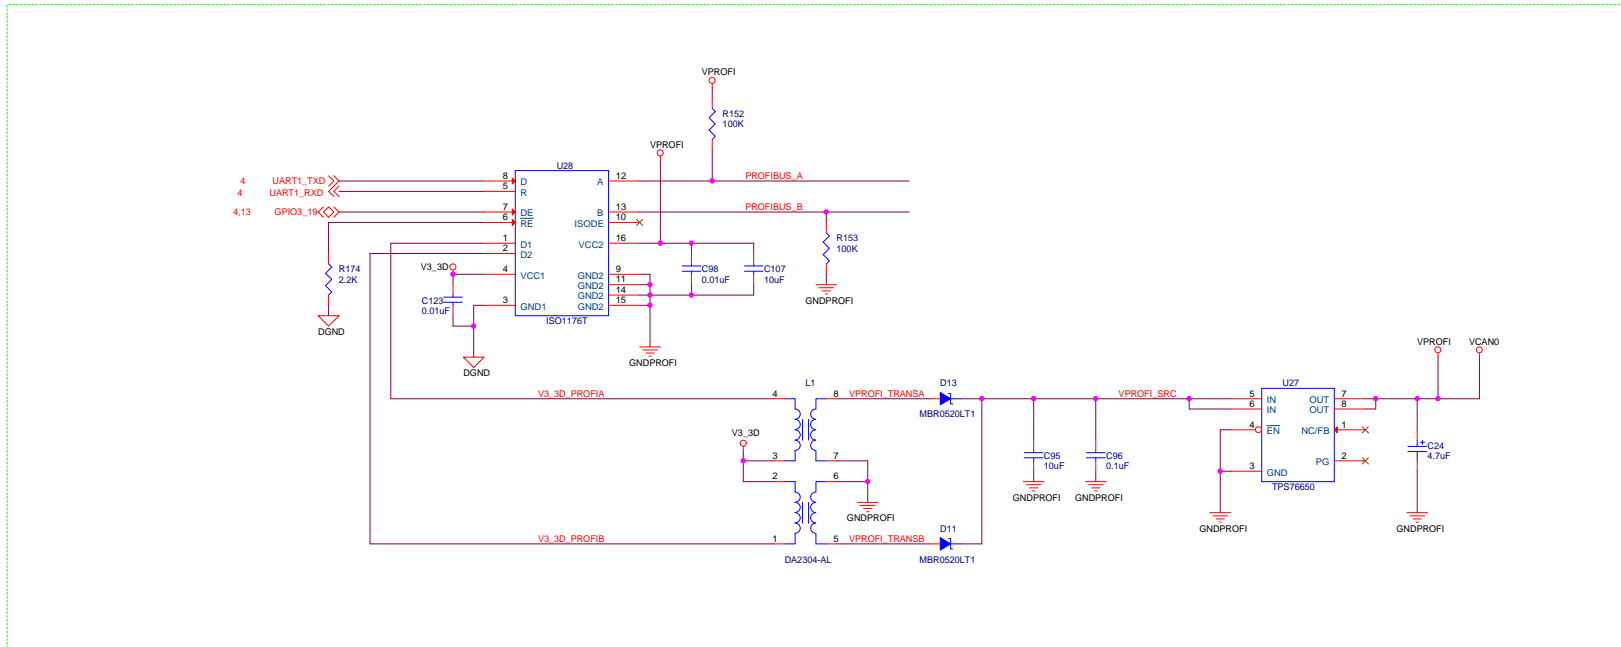 VPROFI
R152
100K
VPROFI
U28
4 UART1_TXD 8 D A 12 PROFIBUS_A
4 UART1_RXD 5 R
4,13 GPIO3_19 7 DE B 13 PROFIBUS_B
6 RE ISODE 10
1 D1 VCC2 16
2 D2
R153
100K
V3_3D 4 VCC1 GND2 9
GND2 11
GND2 14
3 GND1 GND2 15
R174
2.2K
C98
0.01uF
C107
10uF
C123
0.01uF
GNDPROFI
ISO1176T
DGND
GNDPROFI
DGND
VPROFI VCAN0
L1 D13 U27
V3_3D_PROFIA 4 8 VPROFI_TRANSA VPROFI_SRC 5 IN OUT 7
MBR0520LT1 6 IN OUT 8
V3_3D 4 EN NC/FB 1
3 7 3 GND PG 2
2 6
C95
10uF
C96
0.1uF
C24
4.7uF
+
TPS76650
GNDPROFI GNDPROFI
GNDPROFI GNDPROFI GNDPROFI
D11
V3_3D_PROFIB 1 5 VPROFI_TRANSB
DA2304-AL MBR0520LT1